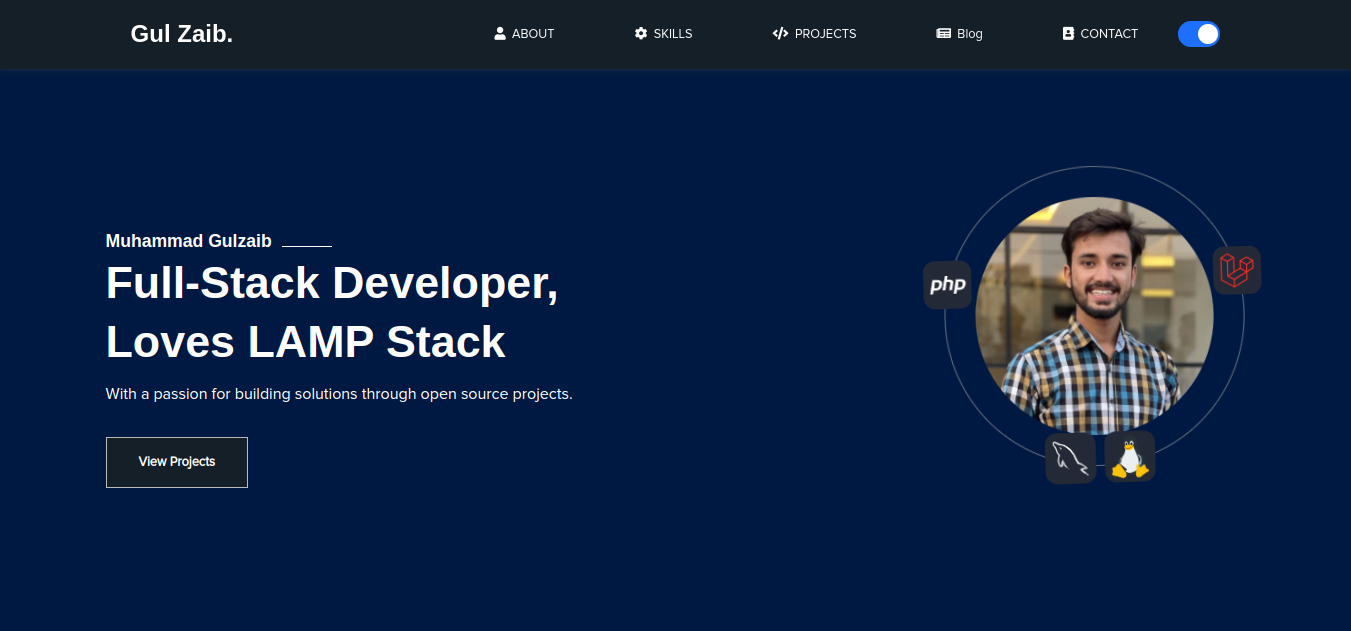 Gul Zaib.
ABOUT
SKILLS
PROJECTS
Blog
CONTACT
Muhammad Gulzaib
Full-Stack Developer,
Loves LAMP Stack
With a passion for building solutions through open source projects.
View Projects
php